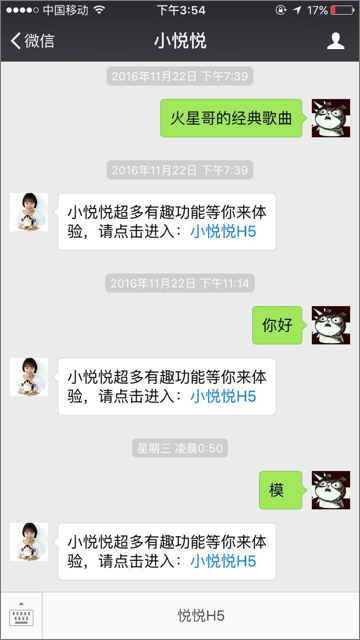 中国移动 下午3:54 17%
微信 小悦悦
2016年11月22日 下午7:39
火星哥的经典歌曲
2016年11月22日 下午7:39
小悦悦超多有趣功能等你来体
验，请点击进入：小悦悦H5
2016年11月22日 下午11:14
你好
小悦悦超多有趣功能等你来体
验，请点击进入：小悦悦H5
星期三 凌晨0:50
模
小悦悦超多有趣功能等你来体
验，请点击进入：小悦悦H5
悦悦H5